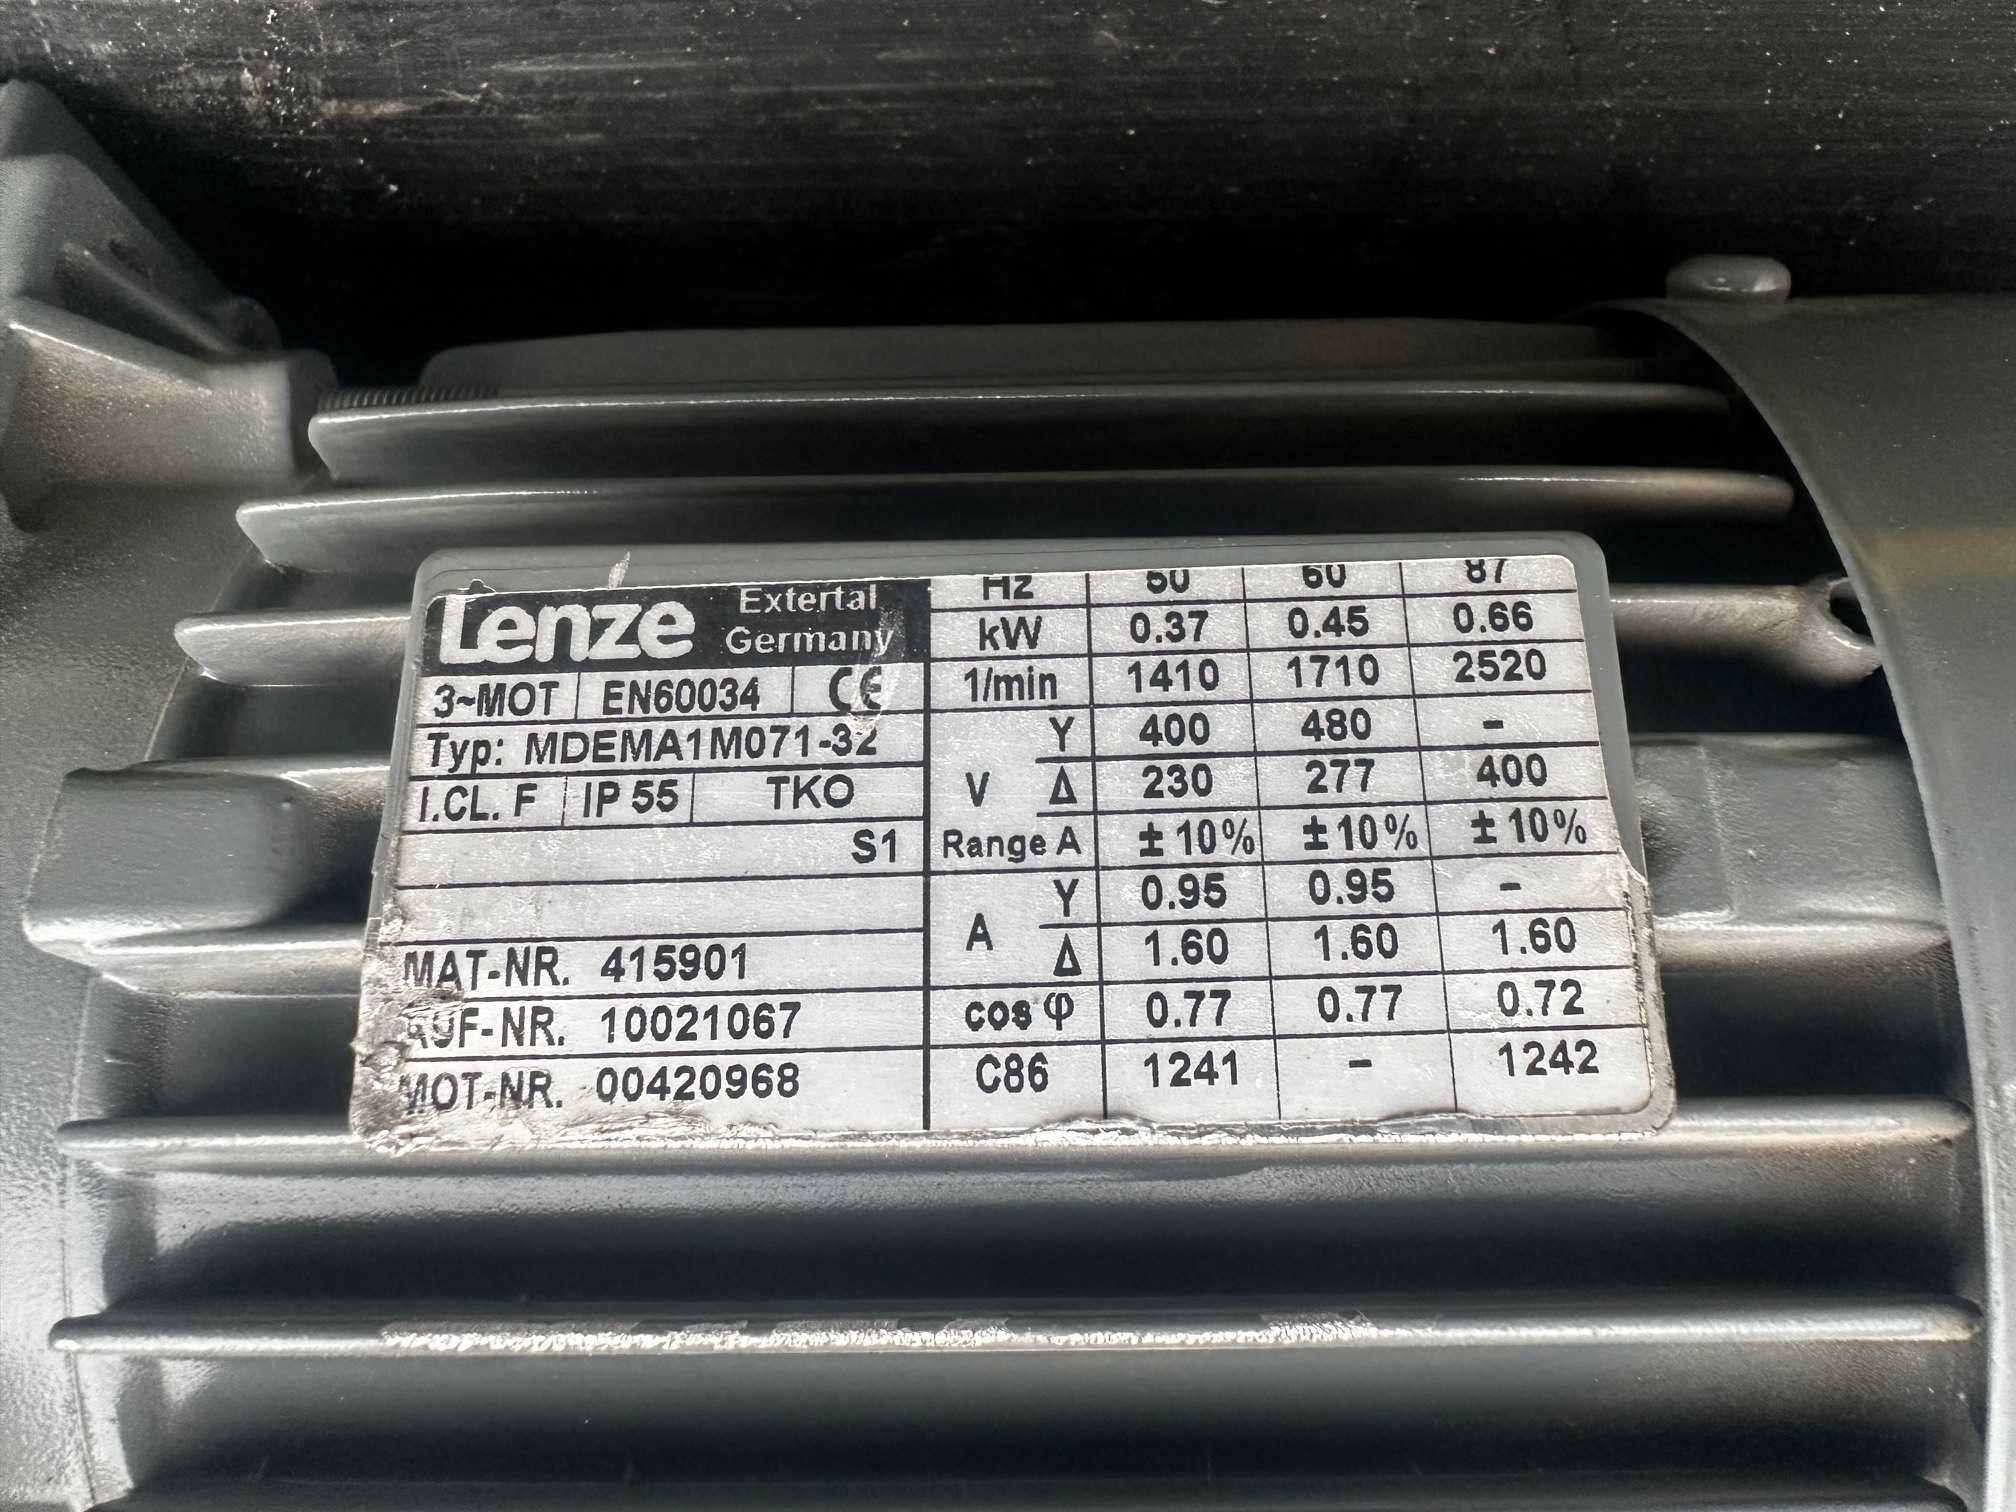 Lenze Extertal
Germany
3~MOT EN60034 CE
Typ: MDEMA1M071-32
I.CL. F IP 55 TKO
S1
MAT-NR. 415901
AUF-NR. 10021067
MOT-NR. 00420968
Hz 50 60 87
kW 0.37 0.45 0.66
1/min 1410 1710 2520
V Y 400 480 -
Δ 230 277 400
Range A ±10% ±10% ±10%
A Y 0.95 0.95 -
Δ 1.60 1.60 1.60
cos φ 0.77 0.77 0.72
C86 1241 - 1242